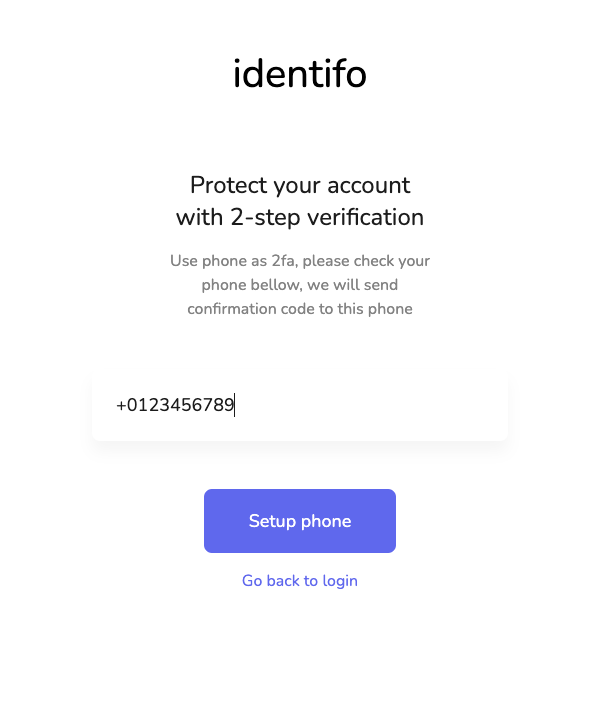 identifo
Protect your account
with 2-step verification
Use phone as 2fa, please check your
phone bellow, we will send
confirmation code to this phone
+0123456789
Setup phone
Go back to login